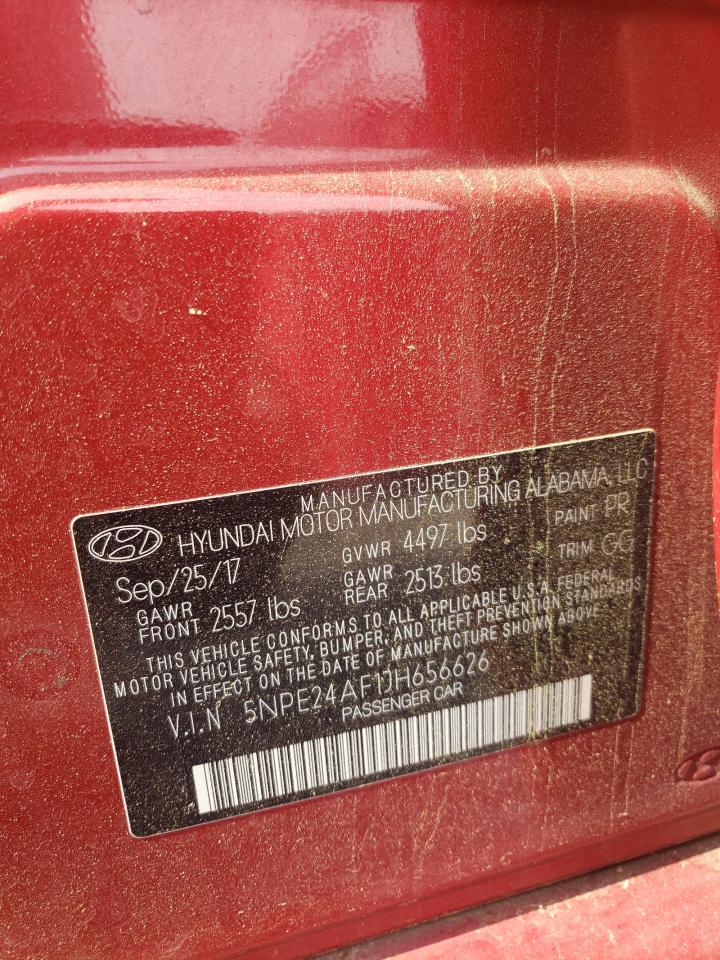 MANUFACTURED BY
HYUNDAI MOTOR MANUFACTURING ALABAMA, LLC
Sep/25/17 GVWR 4497 lbs PAINT PR
GAWR FRONT 2557 lbs GAWR REAR 2513 lbs TRIM GG
THIS VEHICLE CONFORMS TO ALL APPLICABLE U.S.A. FEDERAL
MOTOR VEHICLE SAFETY, BUMPER, AND THEFT PREVENTION STANDARDS
IN EFFECT ON THE DATE OF MANUFACTURE SHOWN ABOVE
V.I.N 5NPE24AF1JH656626
PASSENGER CAR